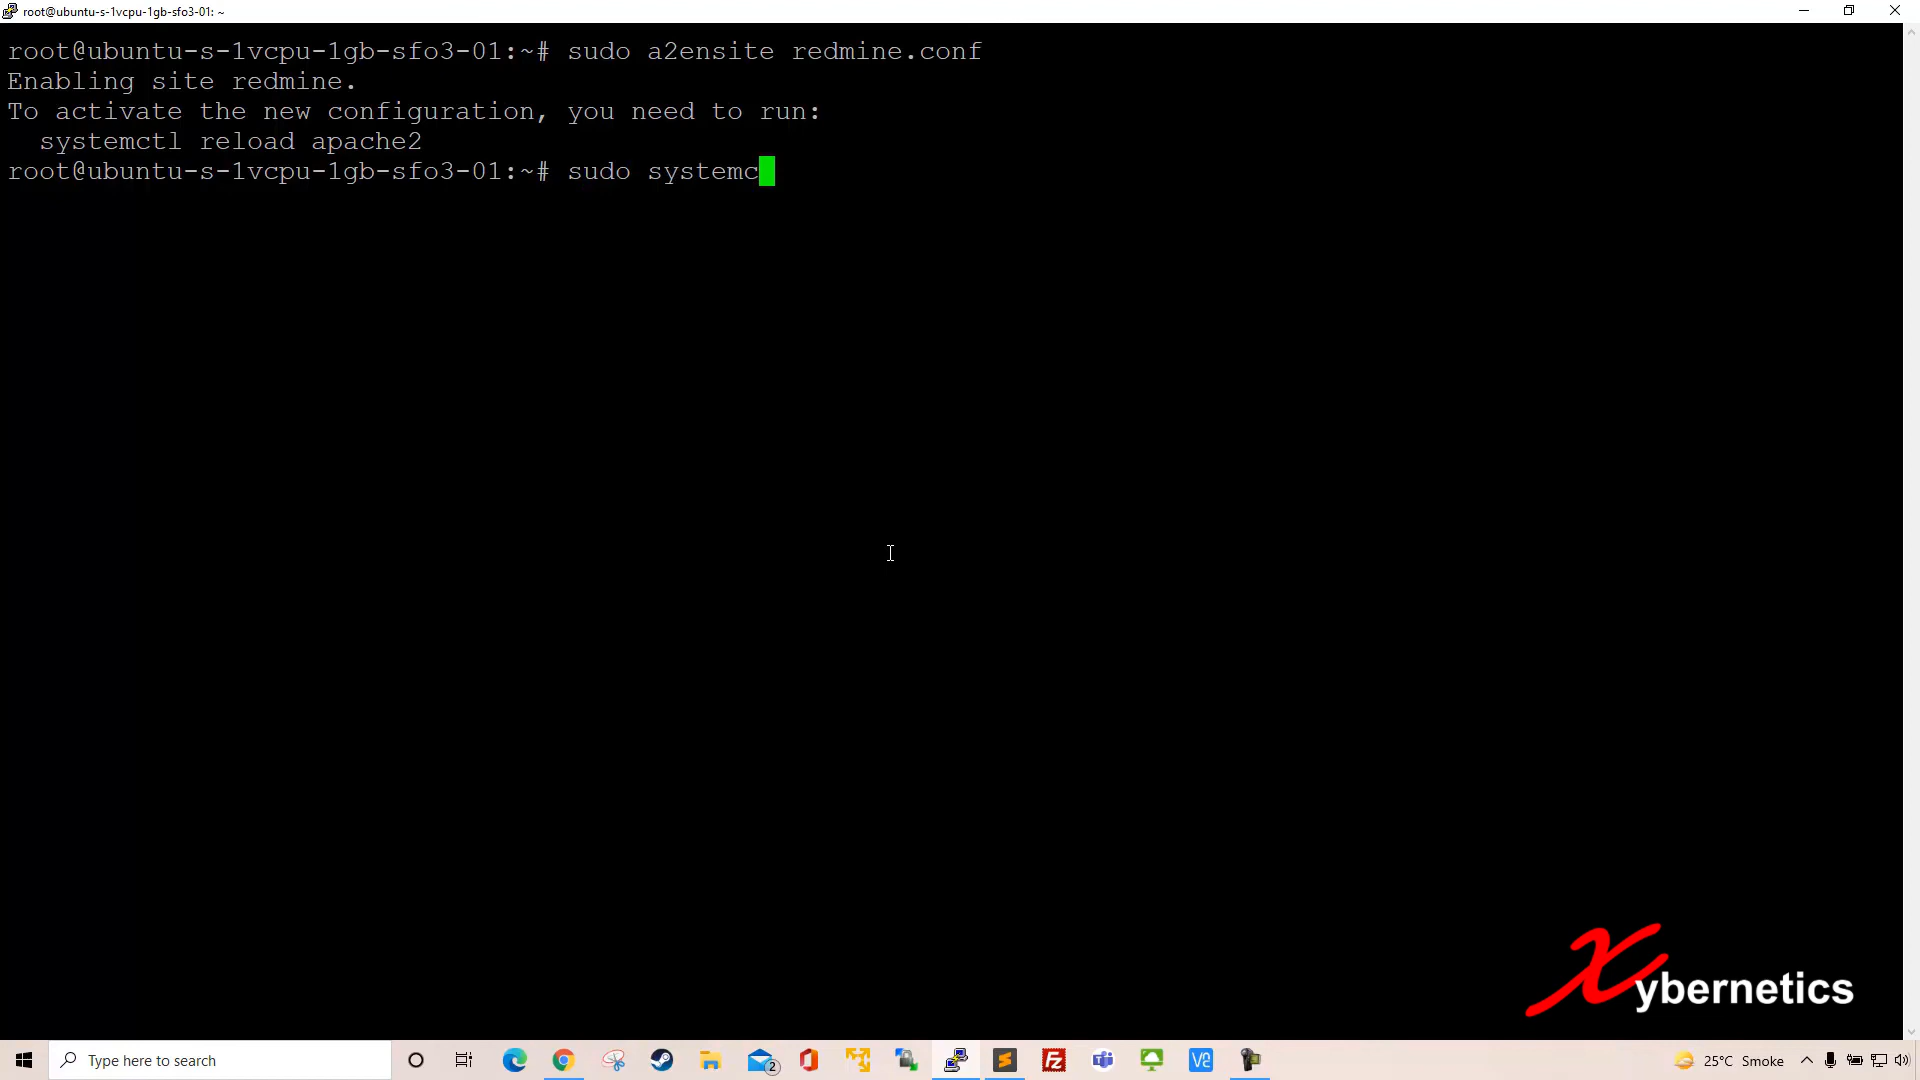 root@ubuntu-s-1vcpu-1gb-sfo3-01: ~
root@ubuntu-s-1vcpu-1gb-sfo3-01:~# sudo a2ensite redmine.conf
Enabling site redmine.
To activate the new configuration, you need to run:
  systemctl reload apache2
root@ubuntu-s-1vcpu-1gb-sfo3-01:~# sudo systemc
Xybernetics
Type here to search
2
25°C Smoke